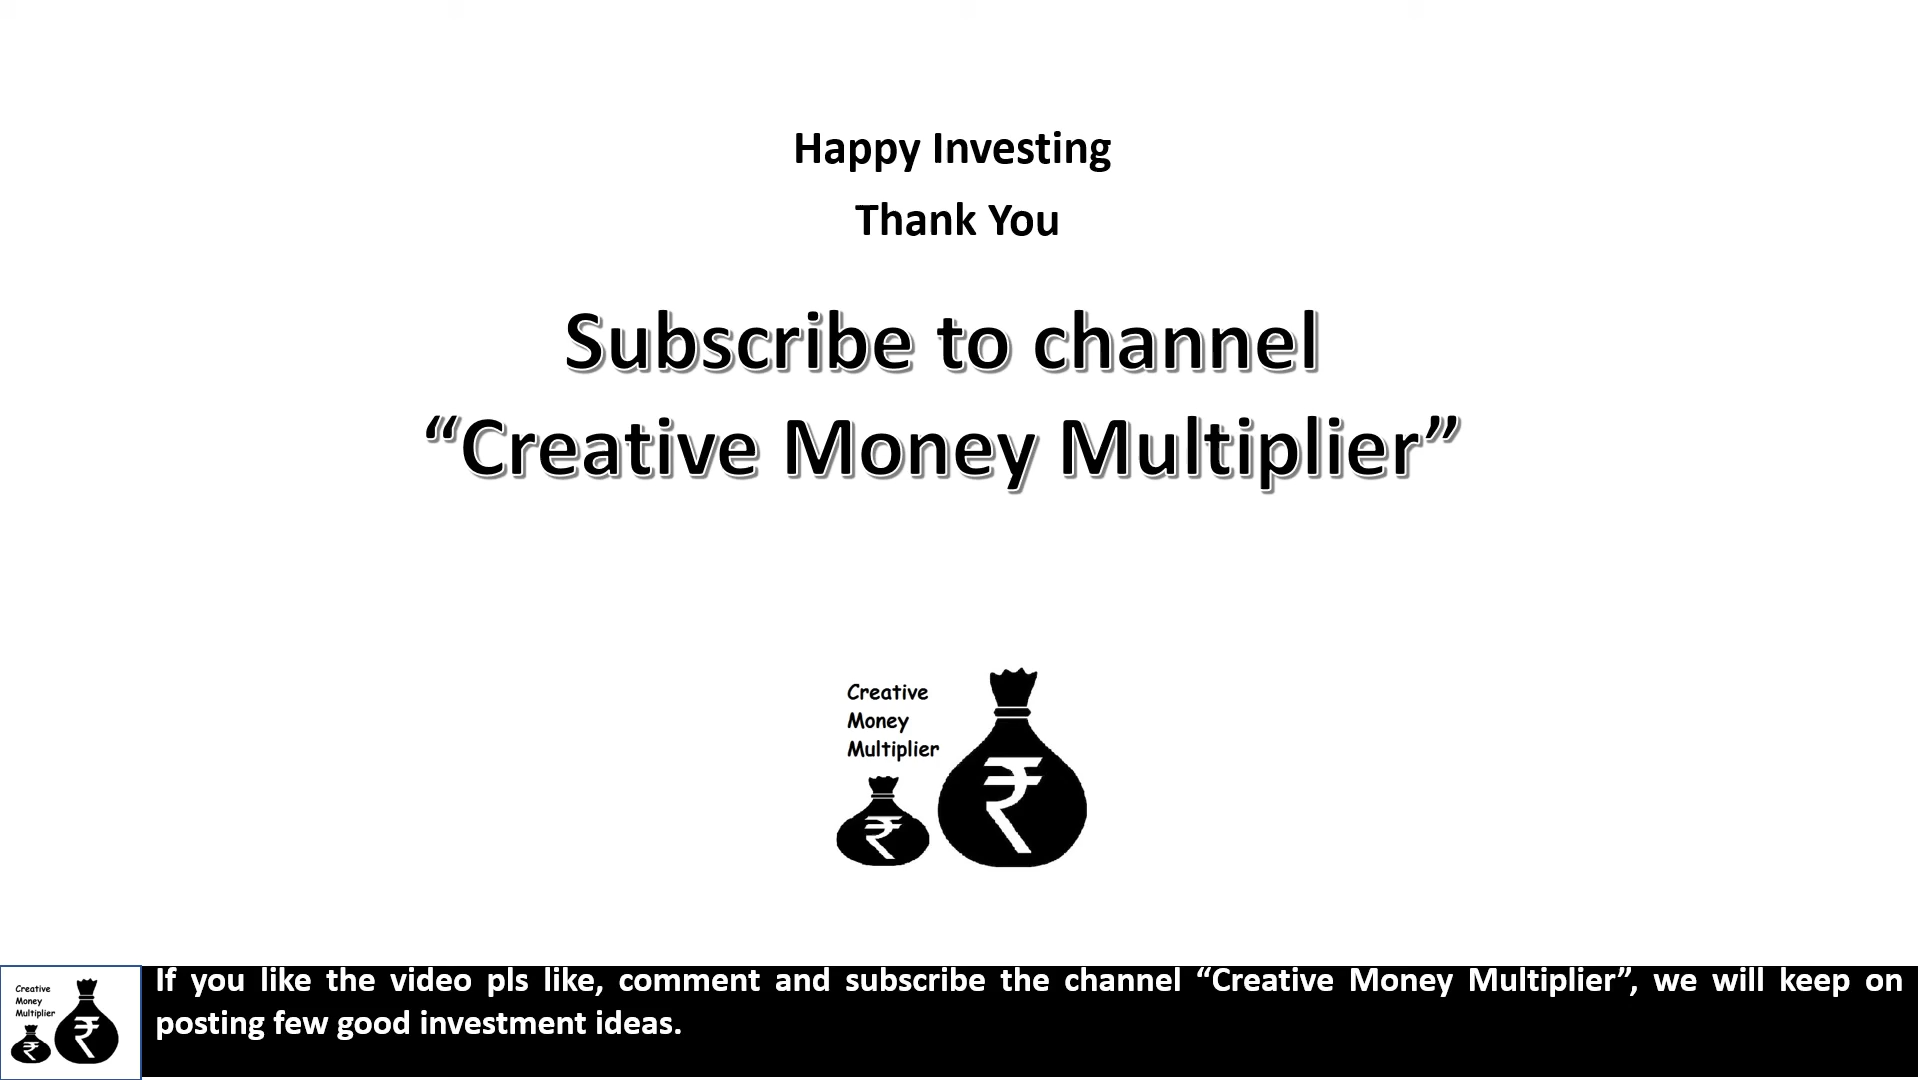 Happy Investing
Thank You
Subscribe to channel
“Creative Money Multiplier”
Creative
Money
Multiplier
₹
₹
Creative
Money
Multiplier
₹
₹
If you like the video pls like, comment and subscribe the channel “Creative Money Multiplier”, we will keep on
posting few good investment ideas.